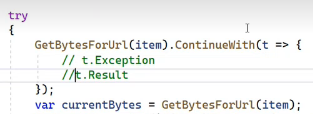 try
{
GetBytesForUrl(item).ContinueWith(t => {
// t.Exception
//t.Result
});
var currentBytes = GetBytesForUrl(item);